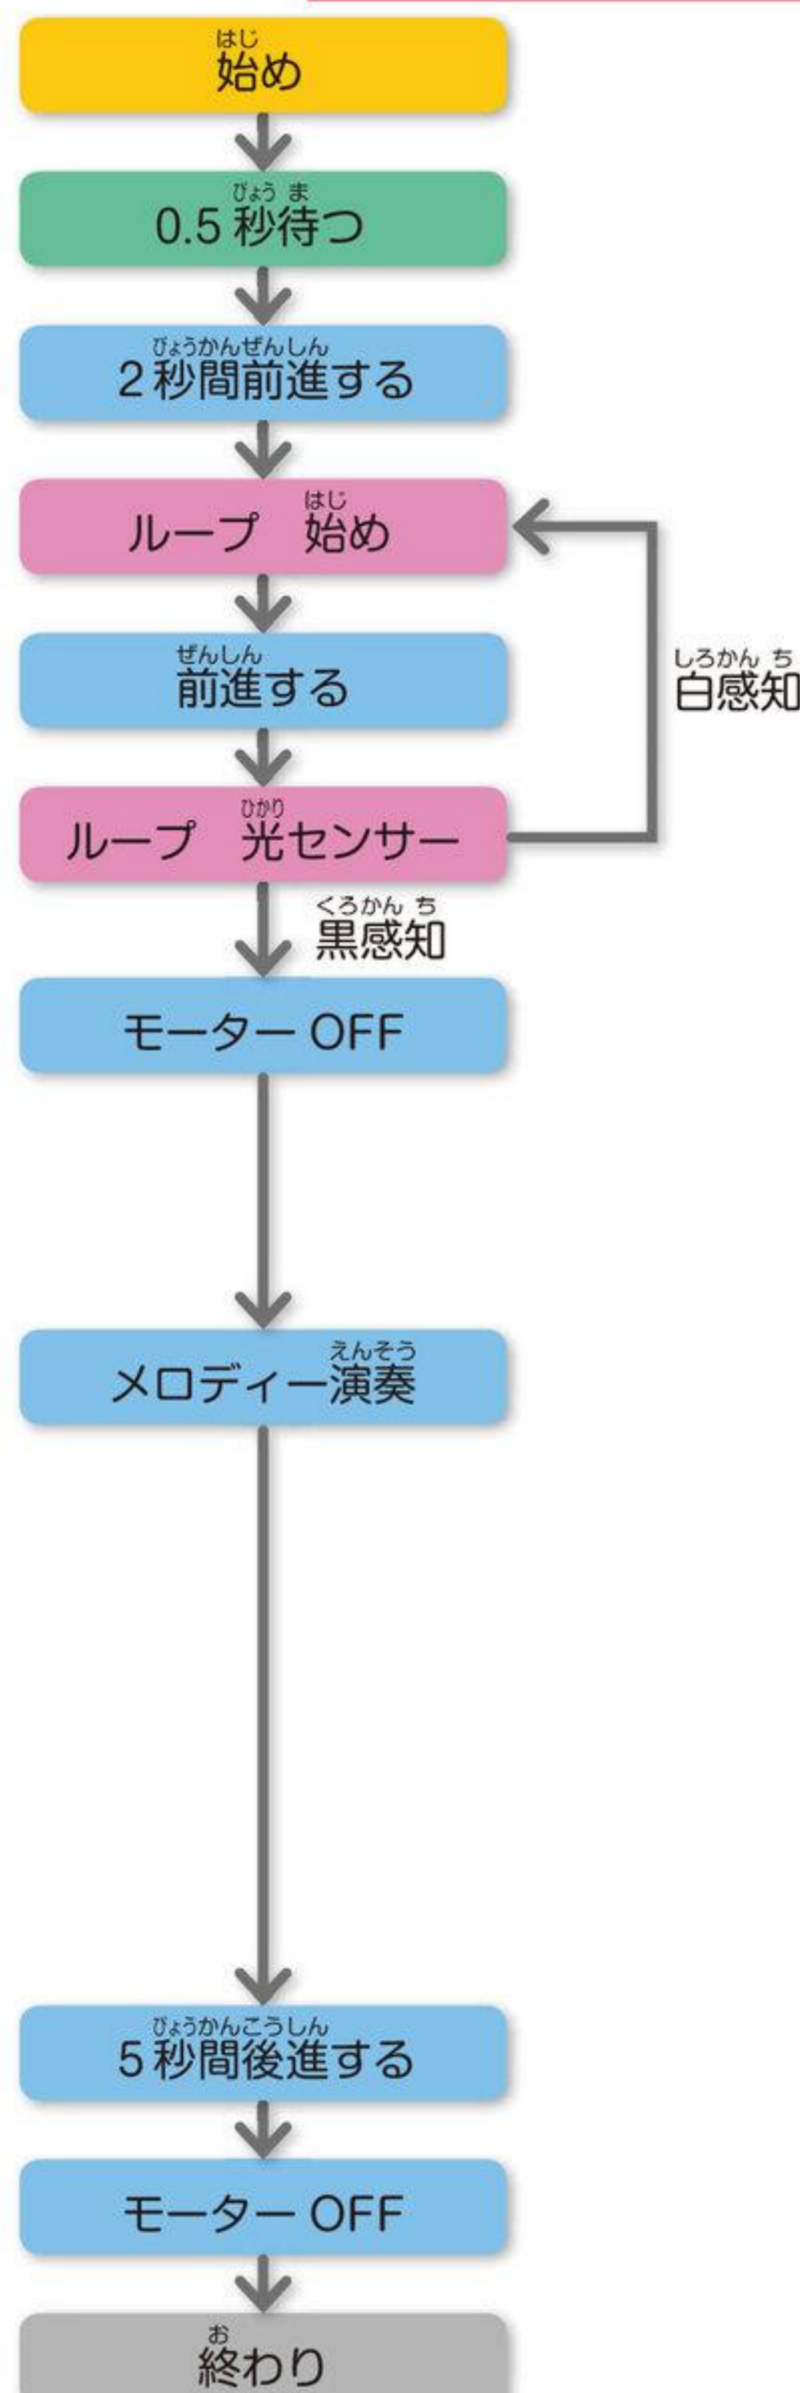 はじ
始め
びょう ま
0.5 秒待つ
びょうかんぜんしん
2 秒間前進する
はじ
ループ　始め
ぜんしん
前進する
しろかん ち
白感知
ひかり
ループ　光センサー
くろかん ち
黒感知
モーター OFF
えんそう
メロディー演奏
びょうかんこうしん
5 秒間後進する
モーター OFF
お
終わり